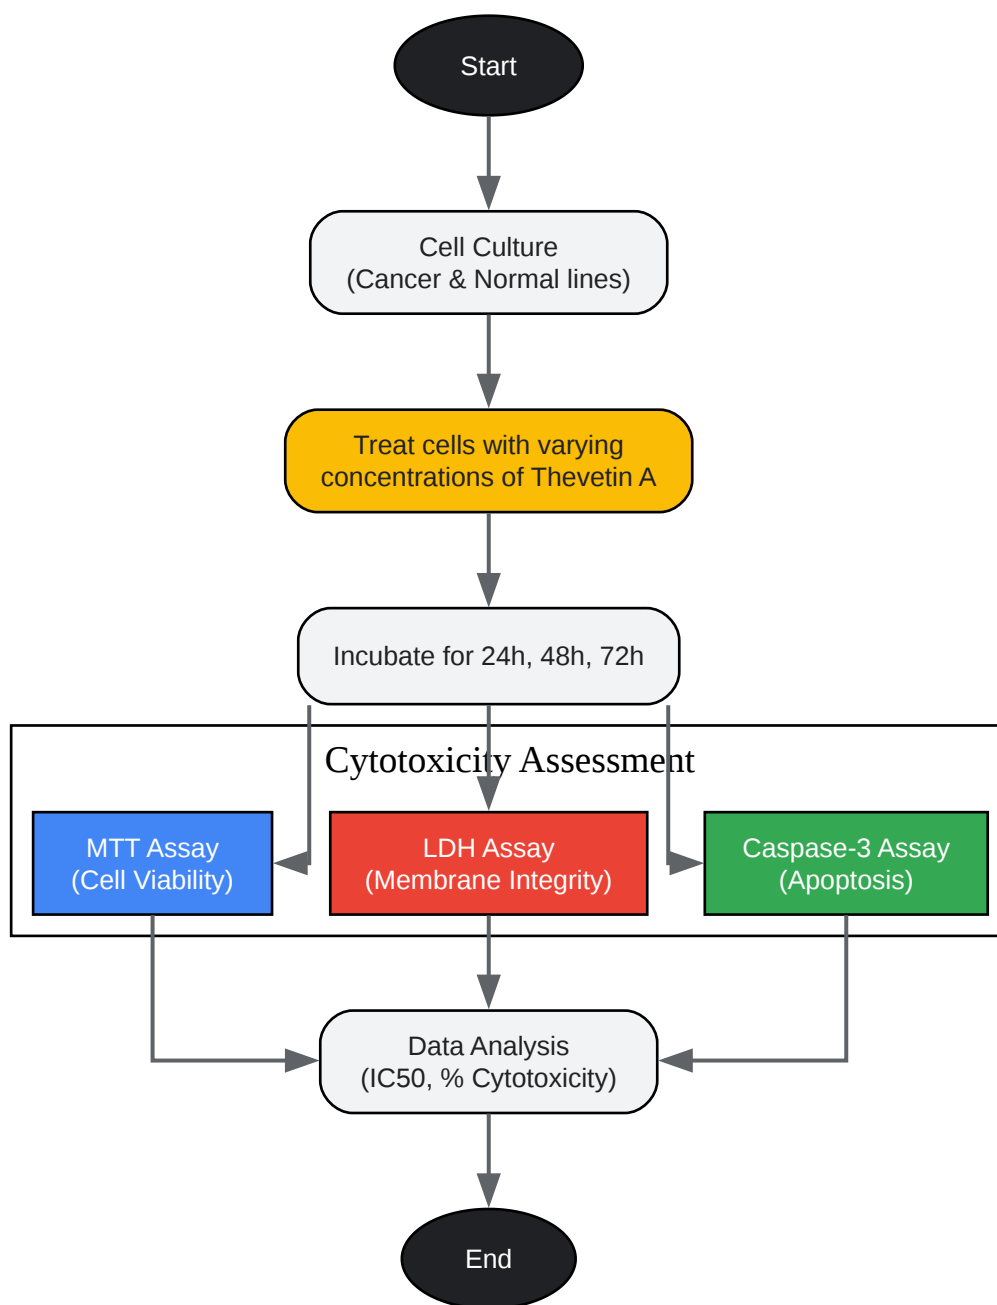 Start
Cell Culture
(Cancer & Normal lines)
Treat cells with varying
concentrations of Thevetin A
Incubate for 24h, 48h, 72h
Cytotoxicity Assessment
MTT Assay
(Cell Viability)
LDH Assay
(Membrane Integrity)
Caspase-3 Assay
(Apoptosis)
Data Analysis
(IC50, % Cytotoxicity)
End